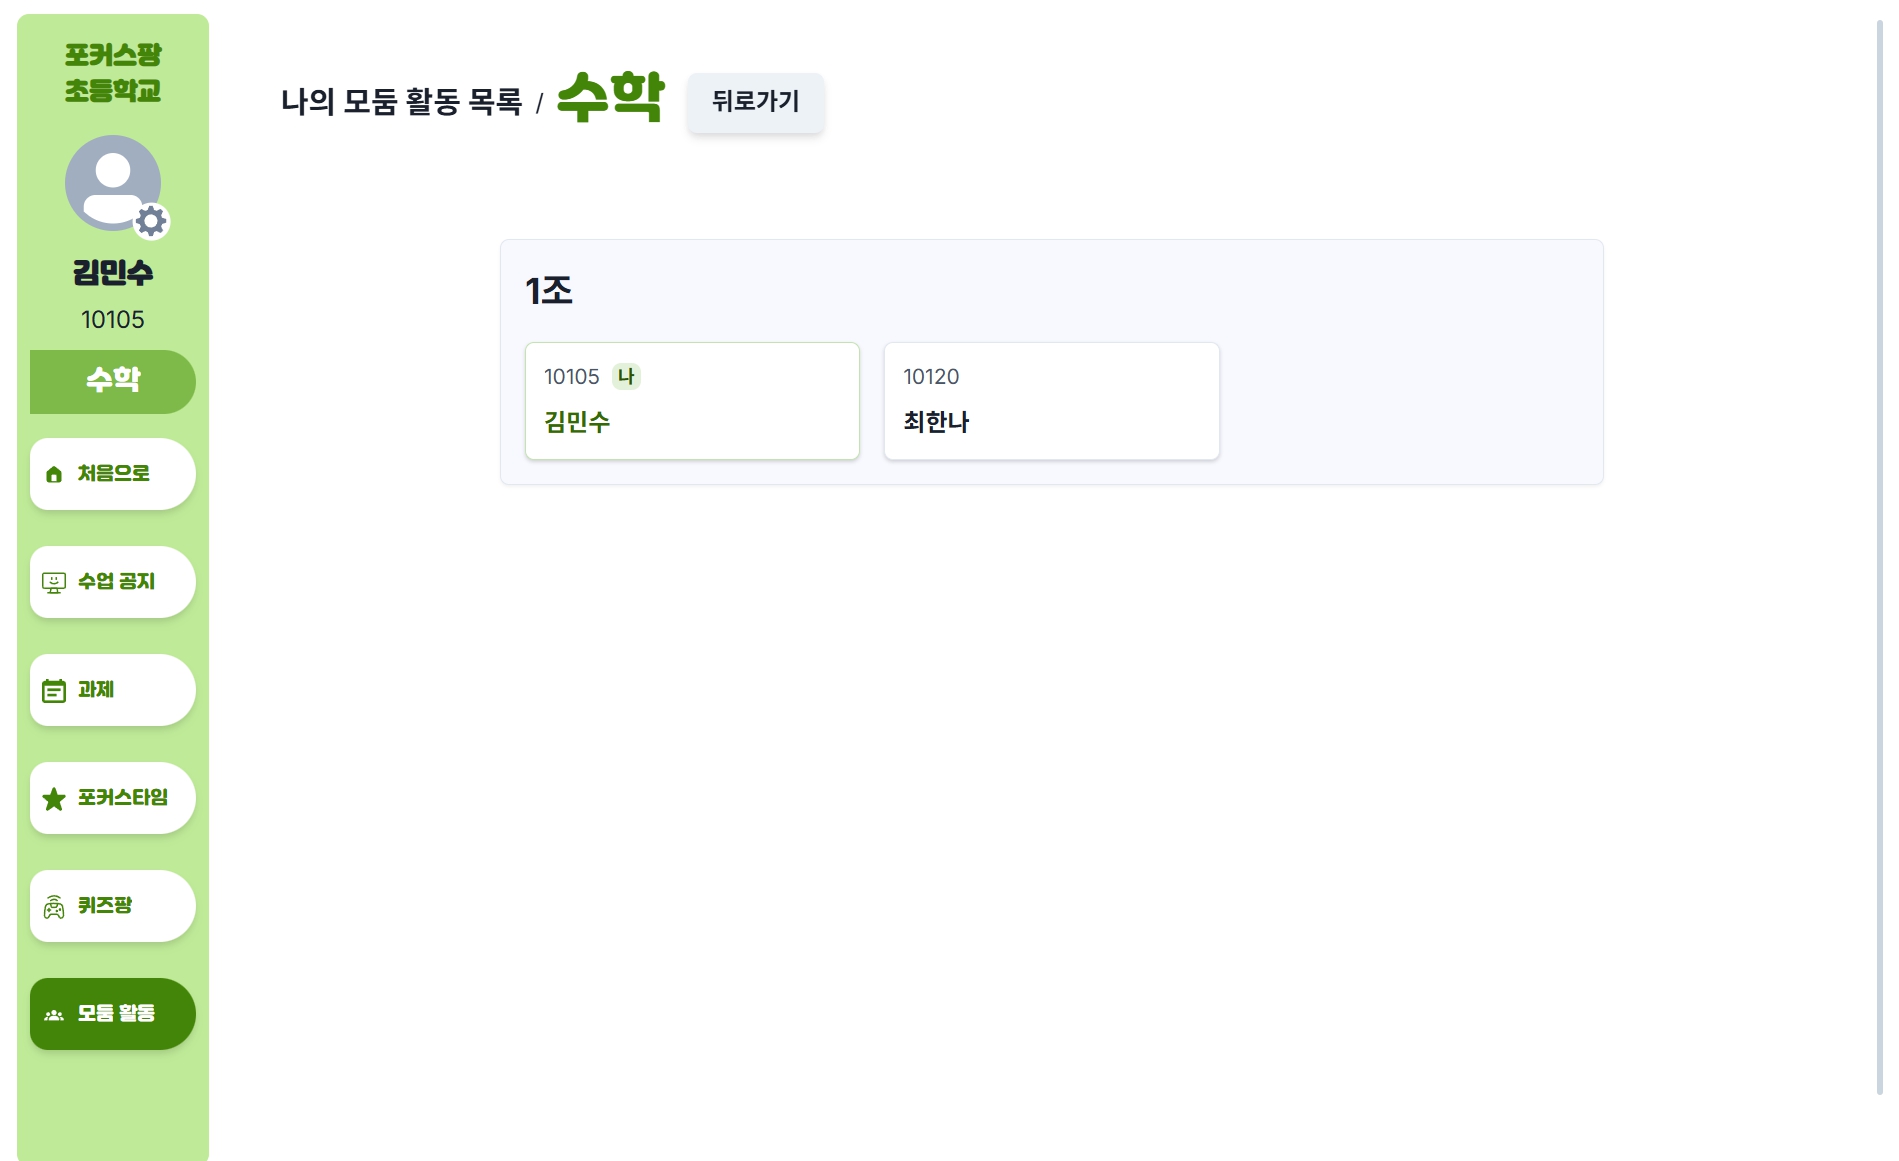 포커스팡
초등학교
김민수
10105
수학
처음으로
수업 공지
과제
포커스타임
퀴즈팡
모둠 활동
나의 모둠 활동 목록 / 수학 뒤로가기
1조
10105 나
김민수
10120
최한나